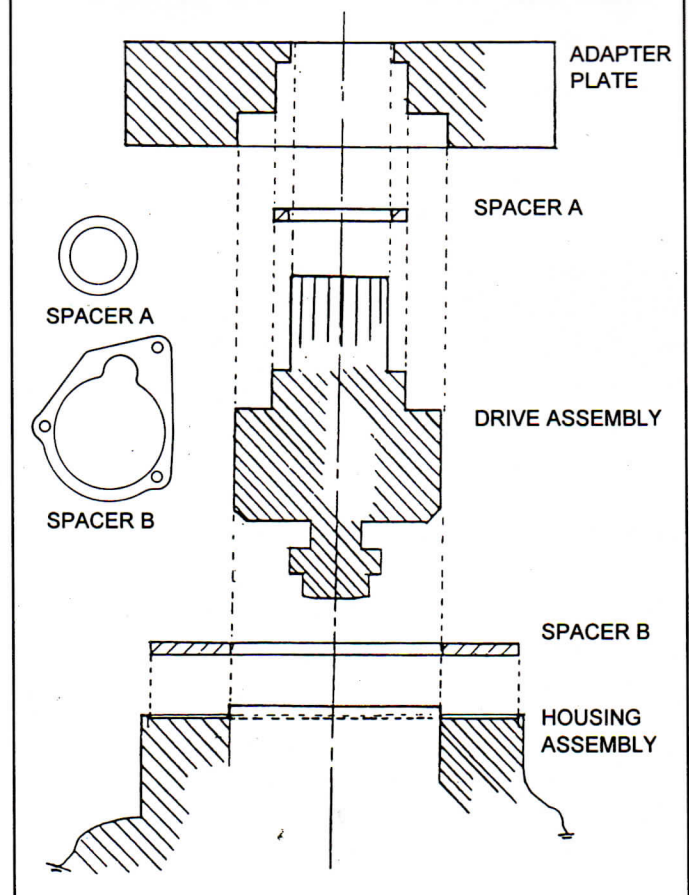 ADAPTER
PLATE
SPACER A
SPACER A
DRIVE ASSEMBLY
SPACER B
SPACER B
HOUSING
ASSEMBLY